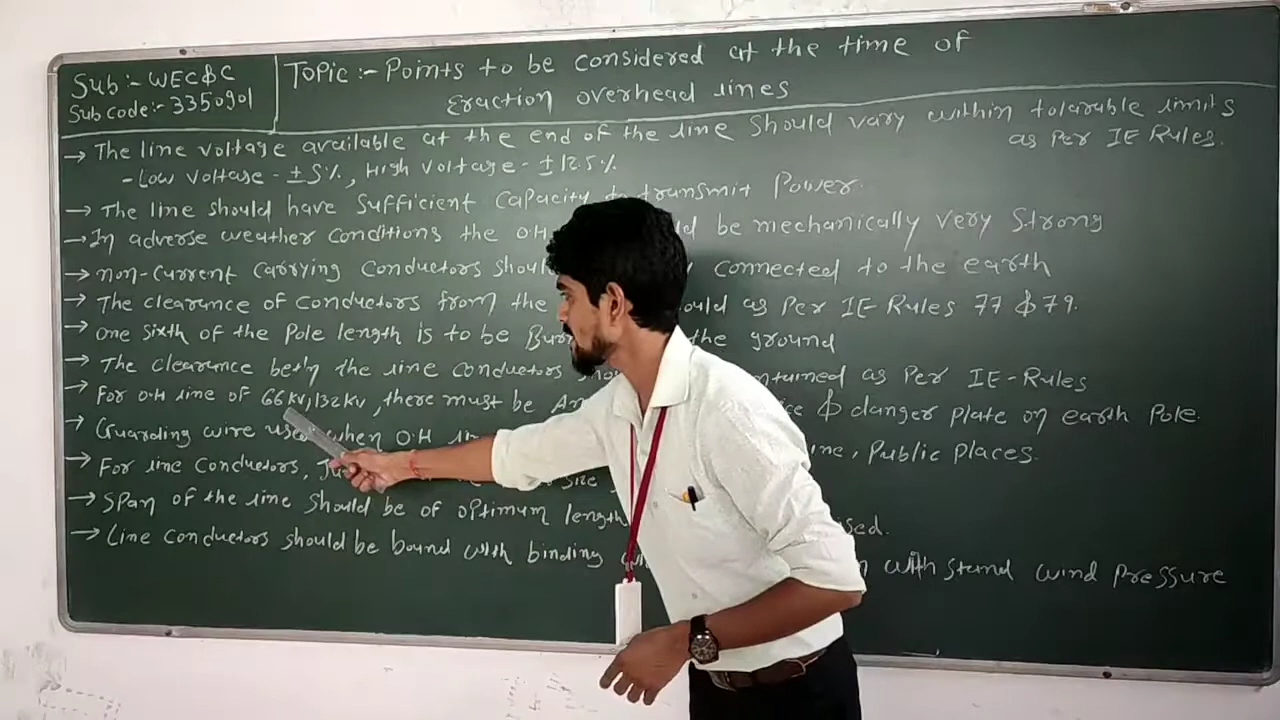 Sub:- WEC&C
Sub code:- 3350901
Topic :- Points to be considered at the time of
Eraction overhead lines
→ The line voltage available at the end of the line should vary within tolarable limits
as Per IE Rules.
- Low voltage - ±5%, High voltage - ±12.5%
→ The line should have sufficient capacity to transmit Power.
→ In adverse weather conditions the O.H be mechanically very strong
→ non-current carrying conductors connected to the earth
→ The clearance of conductors from the as Per IE Rules 77 & 79.
→ one sixth of the Pole length is to be the ground
→ The clearance betn the line conductors as Per IE-Rules
→ For O.H line of 66kV, 132kV, there must be & danger plate on earth Pole.
→ Guarding wire used when O.H , Public places.
→ For line conductors, size
→ Span of the line should be of optimum length
→ Line conductors should be bound with binding with stand wind pressure